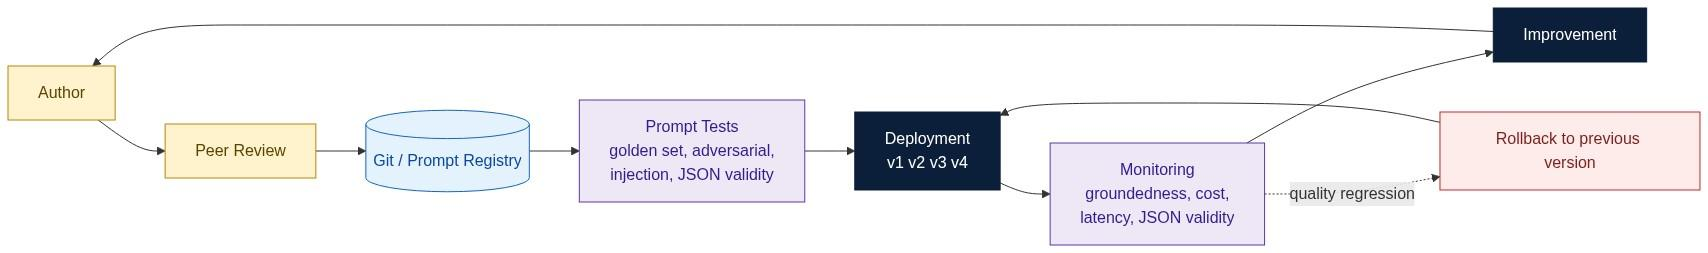 Author
Peer Review
Git / Prompt Registry
Prompt Tests
golden set, adversarial,
injection, JSON validity
Deployment
v1 v2 v3 v4
Monitoring
groundedness, cost,
latency, JSON validity
quality regression
Improvement
Rollback to previous
version